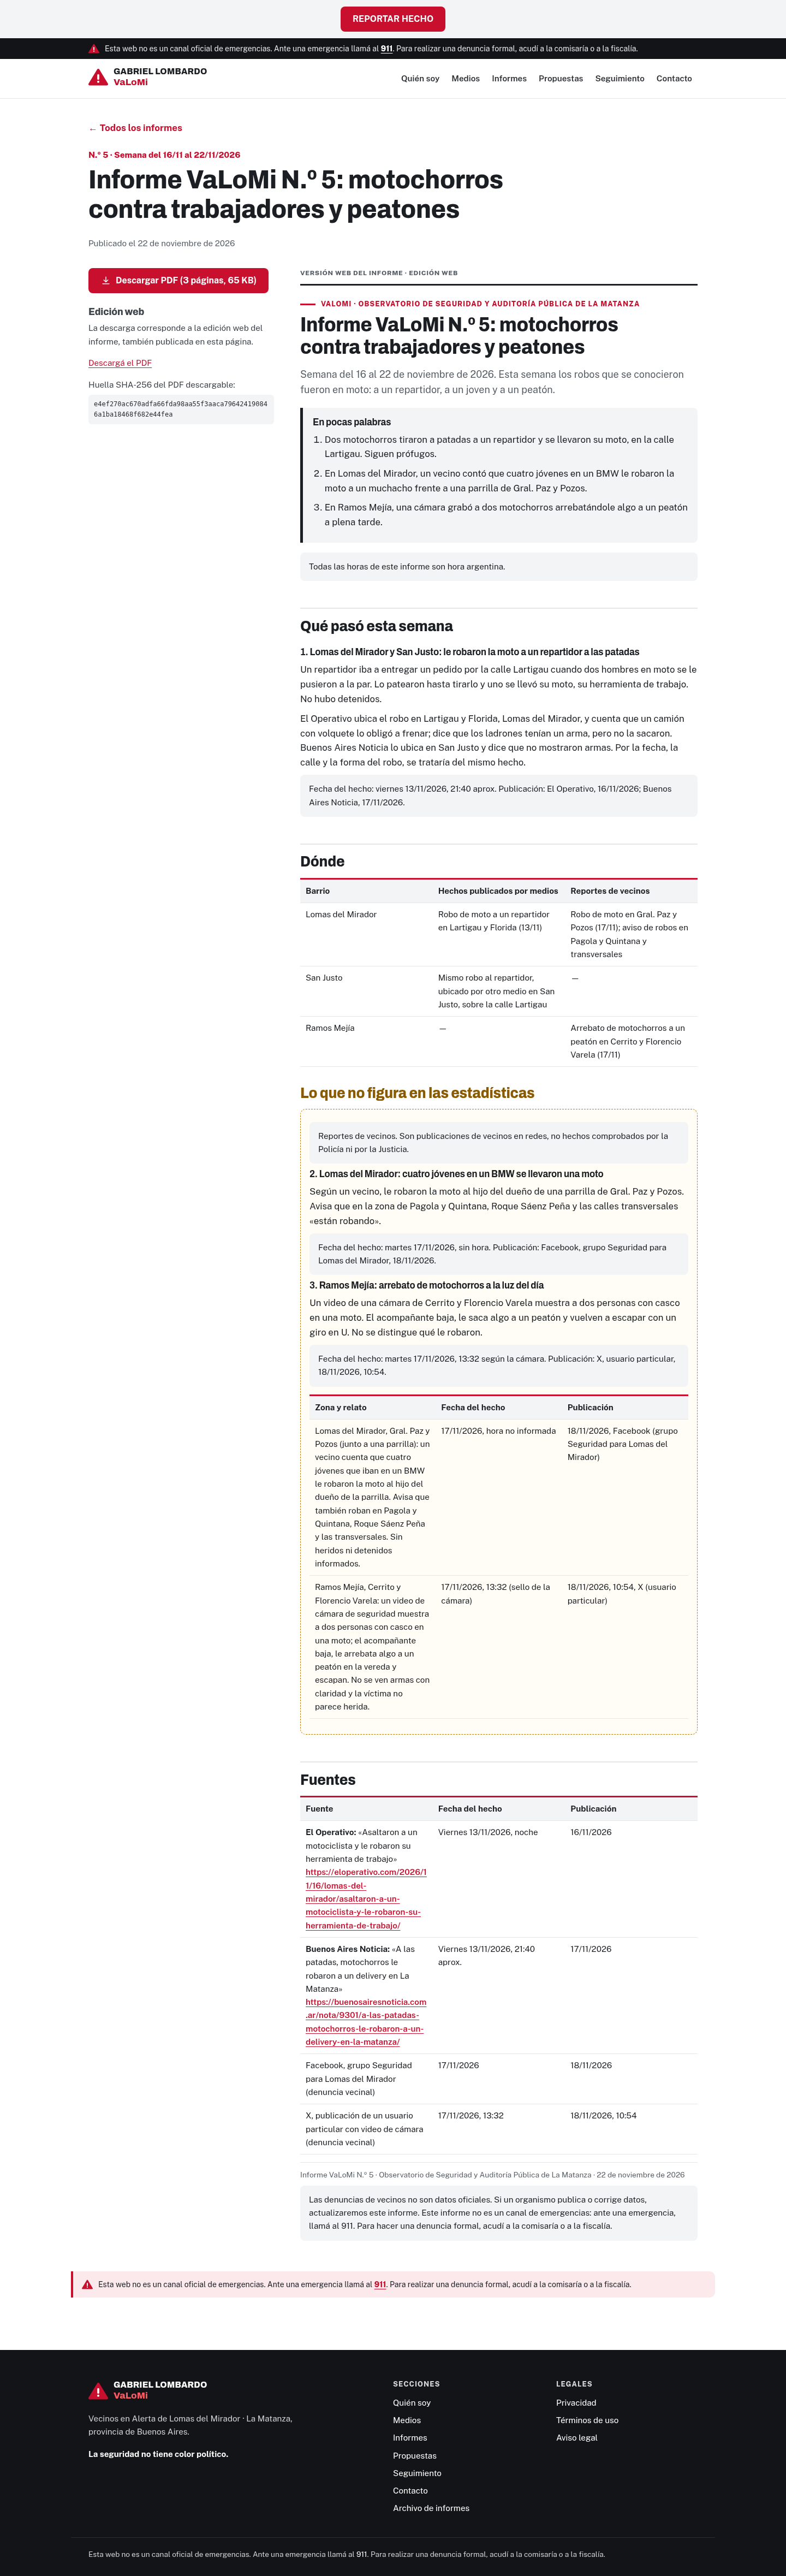 REPORTAR HECHO
Esta web no es un canal oficial de emergencias. Ante una emergencia llamá al 911. Para realizar una denuncia formal, acudí a la comisaría o a la fiscalía.
GABRIEL LOMBARDO
VaLoMi
Quién soy
Medios
Informes
Propuestas
Seguimiento
Contacto
← Todos los informes
N.º 5 · Semana del 16/11 al 22/11/2026
Informe VaLoMi N.º 5: motochorros
contra trabajadores y peatones
Publicado el 22 de noviembre de 2026
Descargar PDF (3 páginas, 65 KB)
Edición web
La descarga corresponde a la edición web del
informe, también publicada en esta página.
Descargá el PDF
Huella SHA-256 del PDF descargable:
e4ef270ac670adfa66fda98aa55f3aaca79642419084
6a1ba18468f682e44fea
VERSIÓN WEB DEL INFORME · EDICIÓN WEB
VALOMI · OBSERVATORIO DE SEGURIDAD Y AUDITORÍA PÚBLICA DE LA MATANZA
Informe VaLoMi N.º 5: motochorros
contra trabajadores y peatones
Semana del 16 al 22 de noviembre de 2026. Esta semana los robos que se conocieron
fueron en moto: a un repartidor, a un joven y a un peatón.
En pocas palabras
1. Dos motochorros tiraron a patadas a un repartidor y se llevaron su moto, en la calle
Lartigau. Siguen prófugos.
2. En Lomas del Mirador, un vecino contó que cuatro jóvenes en un BMW le robaron la
moto a un muchacho frente a una parrilla de Gral. Paz y Pozos.
3. En Ramos Mejía, una cámara grabó a dos motochorros arrebatándole algo a un peatón
a plena tarde.
Todas las horas de este informe son hora argentina.
Qué pasó esta semana
1. Lomas del Mirador y San Justo: le robaron la moto a un repartidor a las patadas
Un repartidor iba a entregar un pedido por la calle Lartigau cuando dos hombres en moto se le
pusieron a la par. Lo patearon hasta tirarlo y uno se llevó su moto, su herramienta de trabajo.
No hubo detenidos.
El Operativo ubica el robo en Lartigau y Florida, Lomas del Mirador, y cuenta que un camión
con volquete lo obligó a frenar; dice que los ladrones tenían un arma, pero no la sacaron.
Buenos Aires Noticia lo ubica en San Justo y dice que no mostraron armas. Por la fecha, la
calle y la forma del robo, se trataría del mismo hecho.
Fecha del hecho: viernes 13/11/2026, 21:40 aprox. Publicación: El Operativo, 16/11/2026; Buenos
Aires Noticia, 17/11/2026.
Dónde
Barrio
Hechos publicados por medios
Reportes de vecinos
Lomas del Mirador
Robo de moto a un repartidor
en Lartigau y Florida (13/11)
Robo de moto en Gral. Paz y
Pozos (17/11); aviso de robos en
Pagola y Quintana y
transversales
San Justo
Mismo robo al repartidor,
ubicado por otro medio en San
Justo, sobre la calle Lartigau
—
Ramos Mejía
—
Arrebato de motochorros a un
peatón en Cerrito y Florencio
Varela (17/11)
Lo que no figura en las estadísticas
Reportes de vecinos. Son publicaciones de vecinos en redes, no hechos comprobados por la
Policía ni por la Justicia.
2. Lomas del Mirador: cuatro jóvenes en un BMW se llevaron una moto
Según un vecino, le robaron la moto al hijo del dueño de una parrilla de Gral. Paz y Pozos.
Avisa que en la zona de Pagola y Quintana, Roque Sáenz Peña y las calles transversales
«están robando».
Fecha del hecho: martes 17/11/2026, sin hora. Publicación: Facebook, grupo Seguridad para
Lomas del Mirador, 18/11/2026.
3. Ramos Mejía: arrebato de motochorros a la luz del día
Un video de una cámara de Cerrito y Florencio Varela muestra a dos personas con casco
en una moto. El acompañante baja, le saca algo a un peatón y vuelven a escapar con un
giro en U. No se distingue qué le robaron.
Fecha del hecho: martes 17/11/2026, 13:32 según la cámara. Publicación: X, usuario particular,
18/11/2026, 10:54.
Zona y relato
Fecha del hecho
Publicación
Lomas del Mirador, Gral. Paz y
Pozos (junto a una parrilla): un
vecino cuenta que cuatro
jóvenes que iban en un BMW
le robaron la moto al hijo del
dueño de la parrilla. Avisa que
también roban en Pagola y
Quintana, Roque Sáenz Peña
y las transversales. Sin
heridos ni detenidos
informados.
17/11/2026, hora no informada
18/11/2026, Facebook (grupo
Seguridad para Lomas del
Mirador)
Ramos Mejía, Cerrito y
Florencio Varela: un video de
cámara de seguridad muestra
a dos personas con casco en
una moto; el acompañante
baja, le arrebata algo a un
peatón en la vereda y
escapan. No se ven armas con
claridad y la víctima no
parece herida.
17/11/2026, 13:32 (sello de la
cámara)
18/11/2026, 10:54, X (usuario
particular)
Fuentes
Fuente
Fecha del hecho
Publicación
El Operativo: «Asaltaron a un
motociclista y le robaron su
herramienta de trabajo»
https://eloperativo.com/2026/1
1/16/lomas-del-
mirador/asaltaron-a-un-
motociclista-y-le-robaron-su-
herramienta-de-trabajo/
Viernes 13/11/2026, noche
16/11/2026
Buenos Aires Noticia: «A las
patadas, motochorros le
robaron a un delivery en La
Matanza»
https://buenosairesnoticia.com
.ar/nota/9301/a-las-patadas-
motochorros-le-robaron-a-un-
delivery-en-la-matanza/
Viernes 13/11/2026, 21:40
aprox.
17/11/2026
Facebook, grupo Seguridad
para Lomas del Mirador
(denuncia vecinal)
17/11/2026
18/11/2026
X, publicación de un usuario
particular con video de cámara
(denuncia vecinal)
17/11/2026, 13:32
18/11/2026, 10:54
Informe VaLoMi N.º 5 · Observatorio de Seguridad y Auditoría Pública de La Matanza · 22 de noviembre de 2026
Las denuncias de vecinos no son datos oficiales. Si un organismo publica o corrige datos,
actualizaremos este informe. Este informe no es un canal de emergencias: ante una emergencia,
llamá al 911. Para hacer una denuncia formal, acudí a la comisaría o a la fiscalía.
Esta web no es un canal oficial de emergencias. Ante una emergencia llamá al 911. Para realizar una denuncia formal, acudí a la comisaría o a la fiscalía.
GABRIEL LOMBARDO
VaLoMi
Vecinos en Alerta de Lomas del Mirador · La Matanza,
provincia de Buenos Aires.
La seguridad no tiene color político.
SECCIONES
Quién soy
Medios
Informes
Propuestas
Seguimiento
Contacto
Archivo de informes
LEGALES
Privacidad
Términos de uso
Aviso legal
Esta web no es un canal oficial de emergencias. Ante una emergencia llamá al 911. Para realizar una denuncia formal, acudí a la comisaría o a la fiscalía.